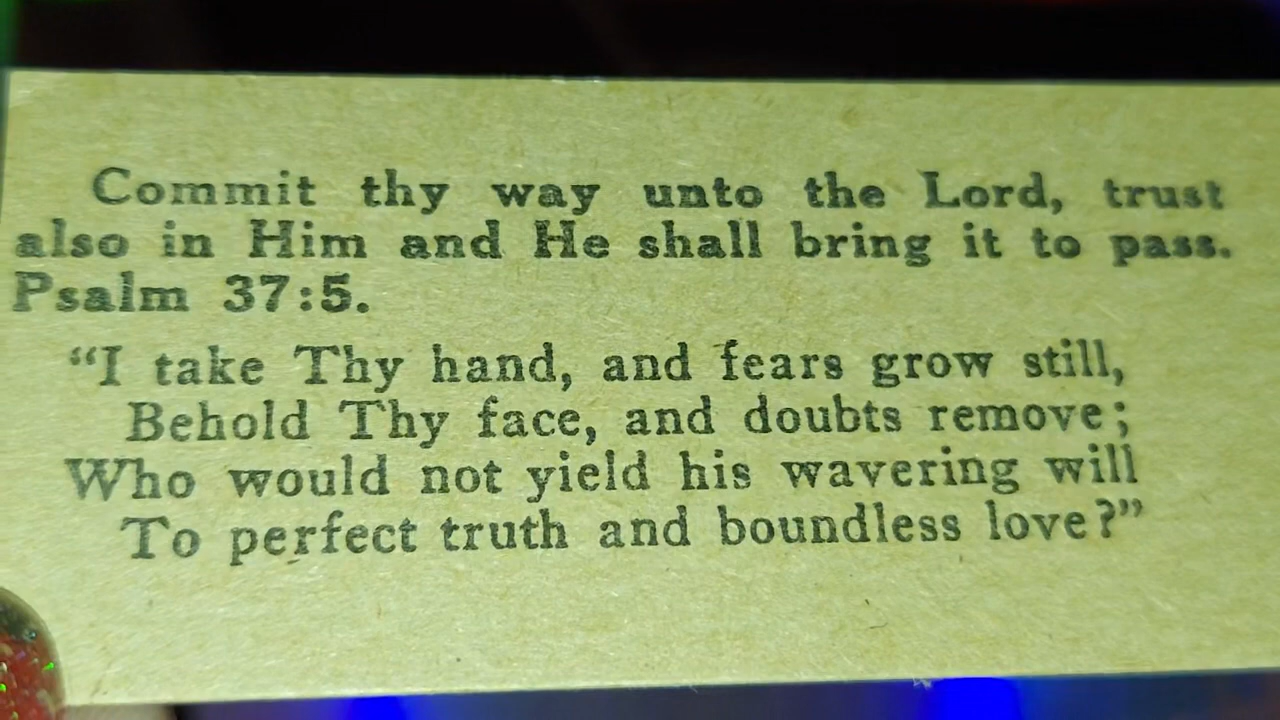 Commit thy way unto the Lord, trust
also in Him and He shall bring it to pass.
Psalm 37:5.
“I take Thy hand, and fears grow still,
Behold Thy face, and doubts remove;
Who would not yield his wavering will
To perfect truth and boundless love?”